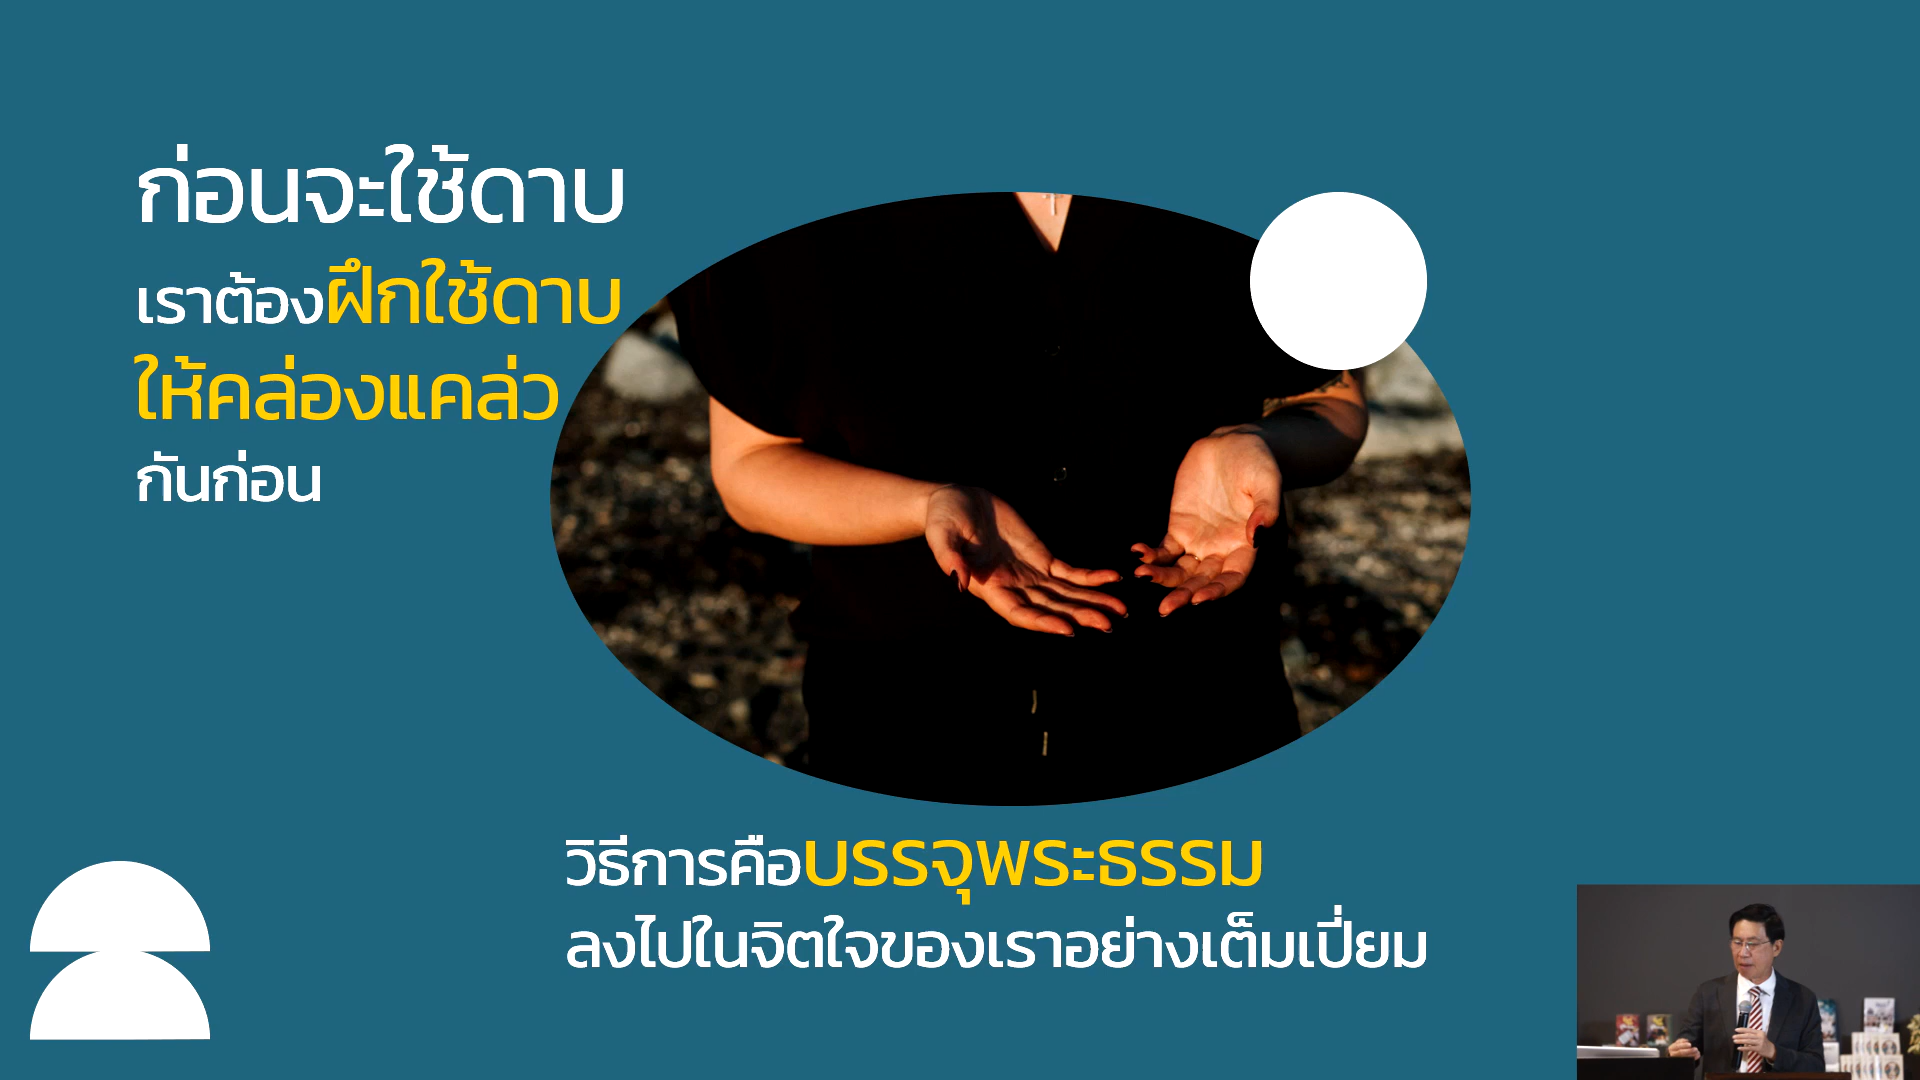 ก่อนจะใช้ดาบ
เราต้องฝึกใช้ดาบ
ให้คล่องแคล่ว
กันก่อน
วิธีการคือบรรจุพระธรรม
ลงไปในจิตใจของเราอย่างเต็มเปี่ยม